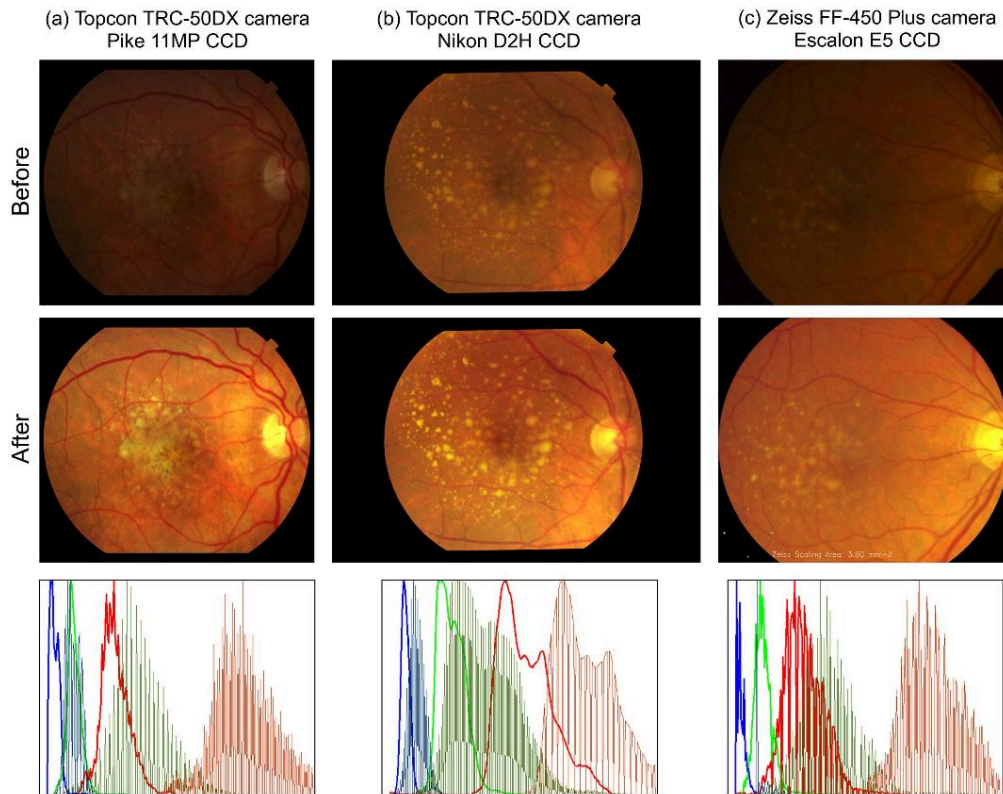 (a) Topcon TRC-50DX camera
Pike 11MP CCD
(b) Topcon TRC-50DX camera
Nikon D2H CCD
(c) Zeiss FF-450 Plus camera
Escalon E5 CCD
Before
After
Zeiss Scaling Area: 3.80 mm-2